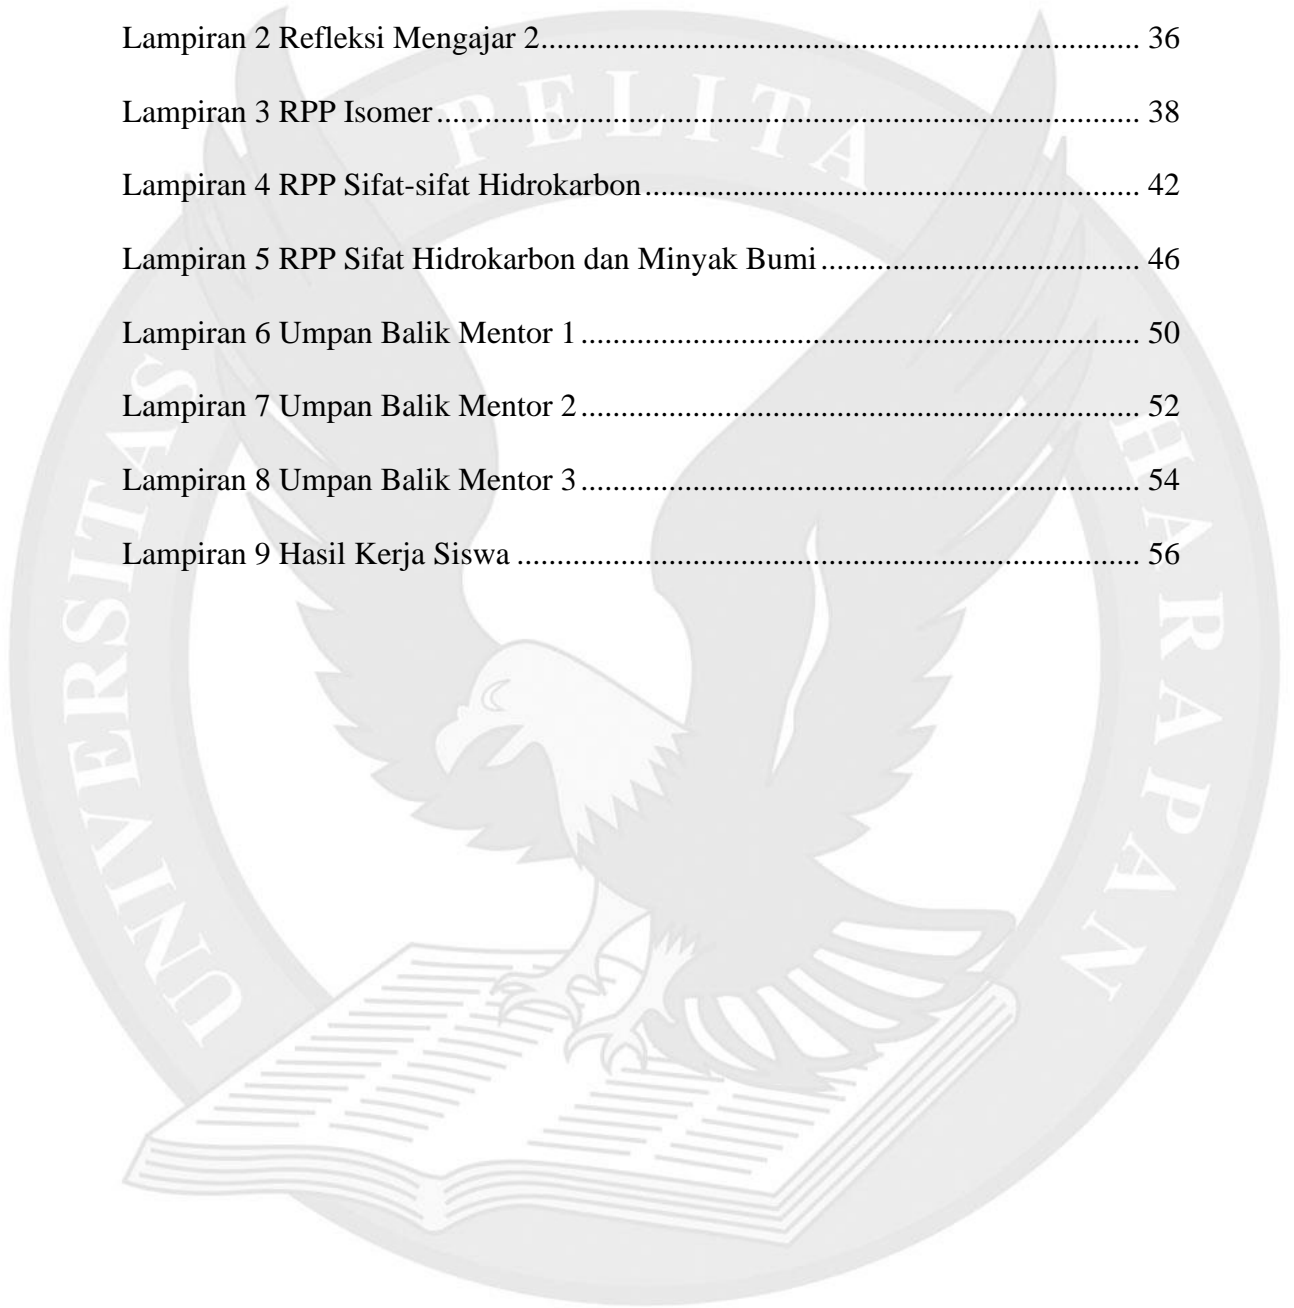 Lampiran 2 Refleksi Mengajar 2.......................................................................... 36
Lampiran 3 RPP Isomer....................................................................................... 38
Lampiran 4 RPP Sifat-sifat Hidrokarbon............................................................. 42
Lampiran 5 RPP Sifat Hidrokarbon dan Minyak Bumi....................................... 46
Lampiran 6 Umpan Balik Mentor 1..................................................................... 50
Lampiran 7 Umpan Balik Mentor 2..................................................................... 52
Lampiran 8 Umpan Balik Mentor 3..................................................................... 54
Lampiran 9 Hasil Kerja Siswa ............................................................................. 56
UNIVERSITAS PELITA HARAPAN